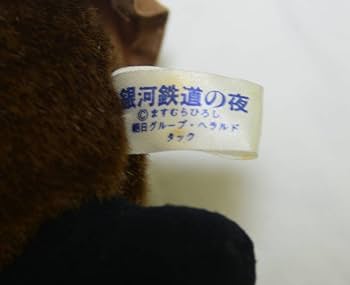 銀河鉄道の夜
©ますむらひろし
朝日グループ・ヘラルド
タック